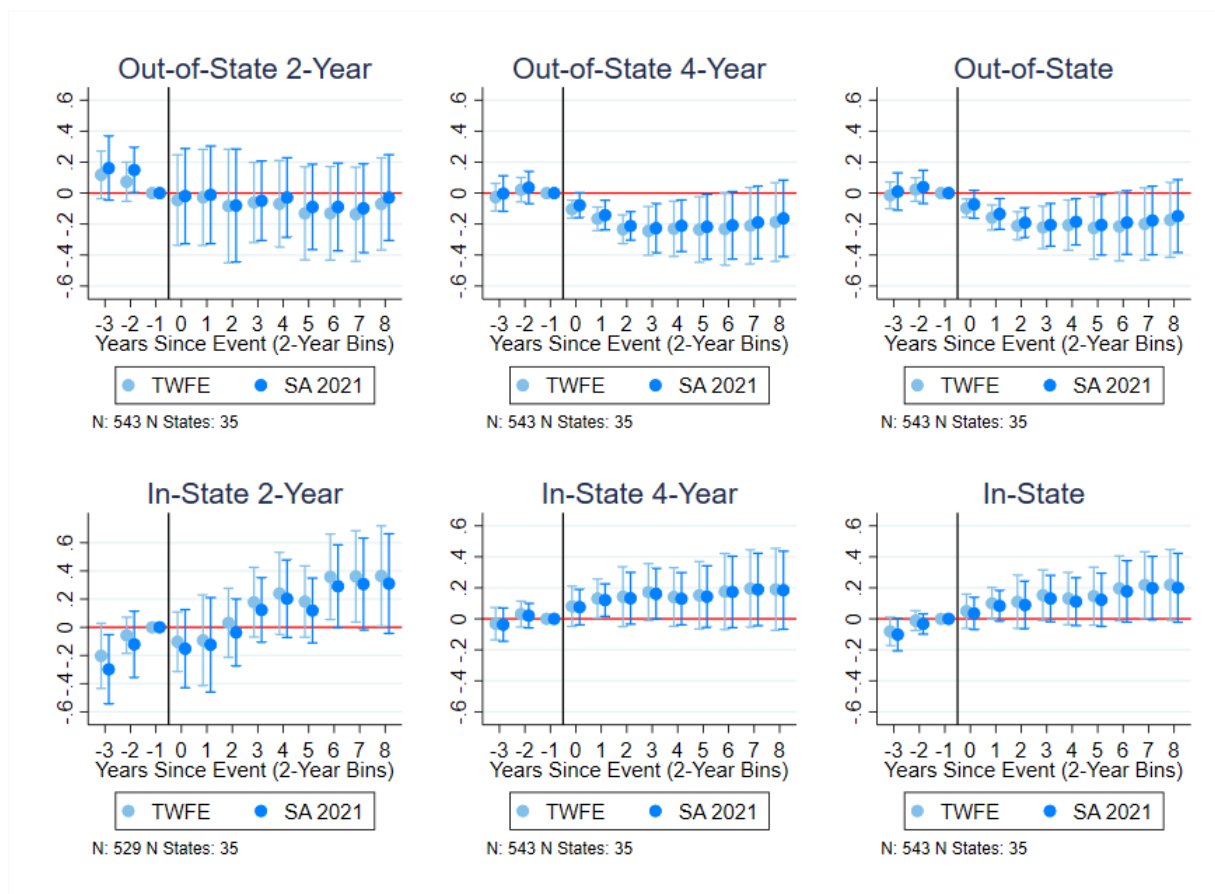 Out-of-State 2-Year
.6
.4
.2
0
-.2
-.4
-.6
-3 -2 -1 0 1 2 3 4 5 6 7 8
Years Since Event (2-Year Bins)
TWFE SA 2021
N: 543 N States: 35
Out-of-State 4-Year
.6
.4
.2
0
-.2
-.4
-.6
-3 -2 -1 0 1 2 3 4 5 6 7 8
Years Since Event (2-Year Bins)
TWFE SA 2021
N: 543 N States: 35
Out-of-State
.6
.4
.2
0
-.2
-.4
-.6
-3 -2 -1 0 1 2 3 4 5 6 7 8
Years Since Event (2-Year Bins)
TWFE SA 2021
N: 543 N States: 35
In-State 2-Year
.6
.4
.2
0
-.2
-.4
-.6
-3 -2 -1 0 1 2 3 4 5 6 7 8
Years Since Event (2-Year Bins)
TWFE SA 2021
N: 529 N States: 35
In-State 4-Year
.6
.4
.2
0
-.2
-.4
-.6
-3 -2 -1 0 1 2 3 4 5 6 7 8
Years Since Event (2-Year Bins)
TWFE SA 2021
N: 543 N States: 35
In-State
.6
.4
.2
0
-.2
-.4
-.6
-3 -2 -1 0 1 2 3 4 5 6 7 8
Years Since Event (2-Year Bins)
TWFE SA 2021
N: 543 N States: 35